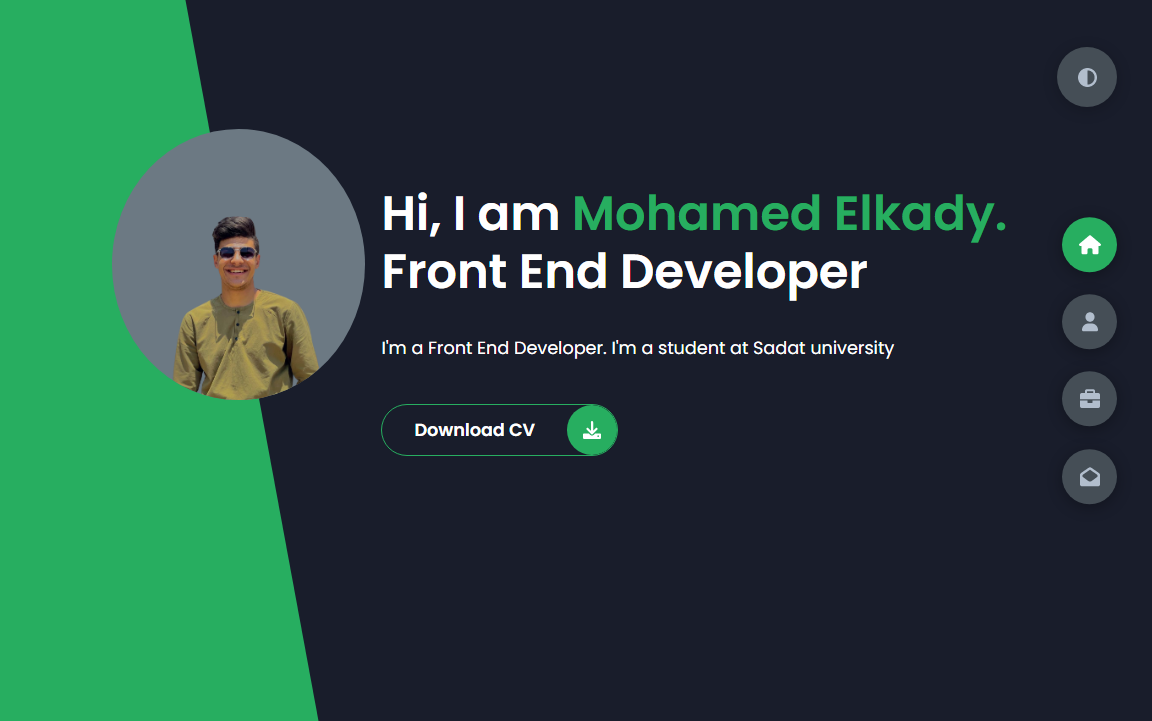 Hi, I am Mohamed Elkady.
Front End Developer
I'm a Front End Developer. I'm a student at Sadat university
Download CV